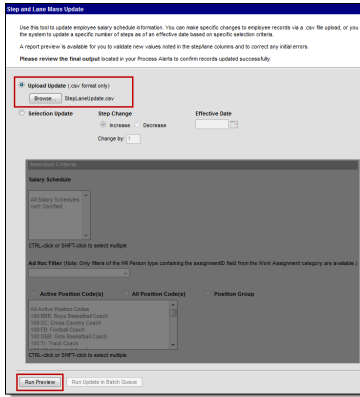 Step and Lane Mass Update
Use this tool to update employee salary schedule information. You can make specific changes to employee records via a .csv file upload, or you
the system to update a specific number of steps as of an effective date based on specific selection criteria.
A report preview is available for you to validate new values noted in the step/lane columns and to correct any initial errors.
Please review the final output located in your Process Alerts to confirm records updated successfully.
Upload Update (.csv format only)
Browse... StepLaneUpdate.csv
Selection Update Step Change Effective Date
Increase Decrease
Change by: 1
Selection Criteria
Salary Schedule
All Salary Schedules
cert: Certified
CTRL-click or SHIFT-click to select multiple
Ad Hoc Filter (Note: Only filters of the HR Person type containing the assignmentID field from the Work Assignment category are available.)
Active Position Code(s) All Position Code(s) Position Group
All Active Position Codes
100:BBB: Boys Basketball Coach
100:CC: Cross Country Coach
100:FB: Football Coach
100:GBB: Girls Basketball Coach
100:Tr: Track Coach
CTRL-click or SHIFT-click to select multiple
Run Preview Run Update in Batch Queue